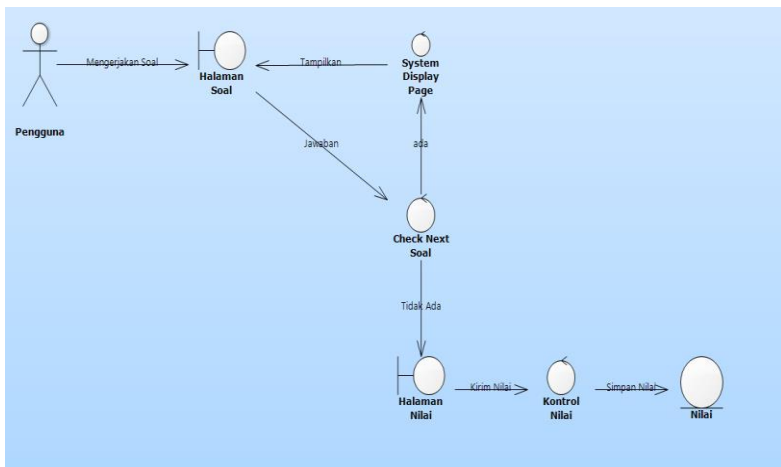 Mengerjakan Soal
Tampilkan
System
Display
Page
Halaman
Soal
Pengguna
Jawaban
ada
Check Next
Soal
Tidak Ada
Kirim Nilai
Simpan Nilai
Halaman
Nilai
Kontrol
Nilai
Nilai